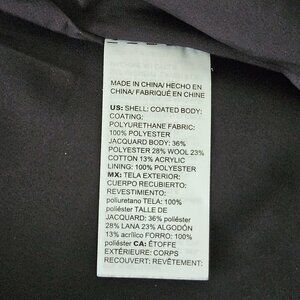 MADE IN CHINA/ HECHO EN
CHINA/ FABRIQUÉ EN CHINE
US: SHELL: COATED BODY:
COATING:
POLYURETHANE FABRIC:
100% POLYESTER
JACQUARD BODY: 36%
POLYESTER 28% WOOL 23%
COTTON 13% ACRYLIC
LINING: 100% POLYESTER
MX: TELA EXTERIOR:
CUERPO RECUBIERTO:
REVESTIMIENTO:
poliuretano TELA: 100%
poliéster TALLE DE
JACQUARD: 36% poliéster
28% LANA 23% ALGODÓN
13% acrílico FORRO: 100%
poliéster CA: ÉTOFFE
EXTÉRIEURE: CORPS
RECOUVERT: REVÊTEMENT: